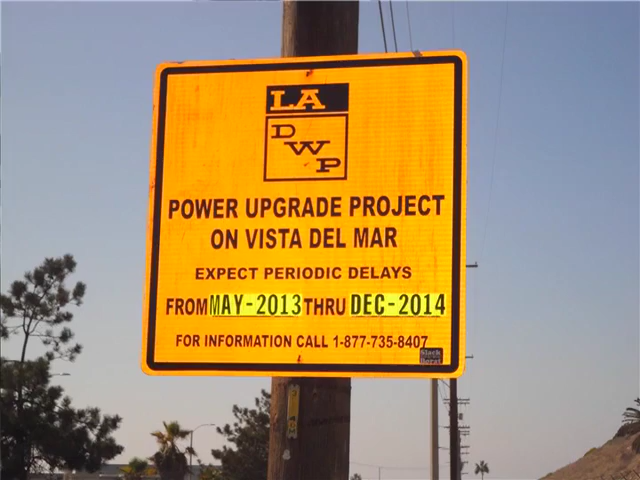 LA
DWP
POWER UPGRADE PROJECT
ON VISTA DEL MAR
EXPECT PERIODIC DELAYS
FROM MAY-2013 THRU DEC-2014
FOR INFORMATION CALL 1-877-735-8407
Slack